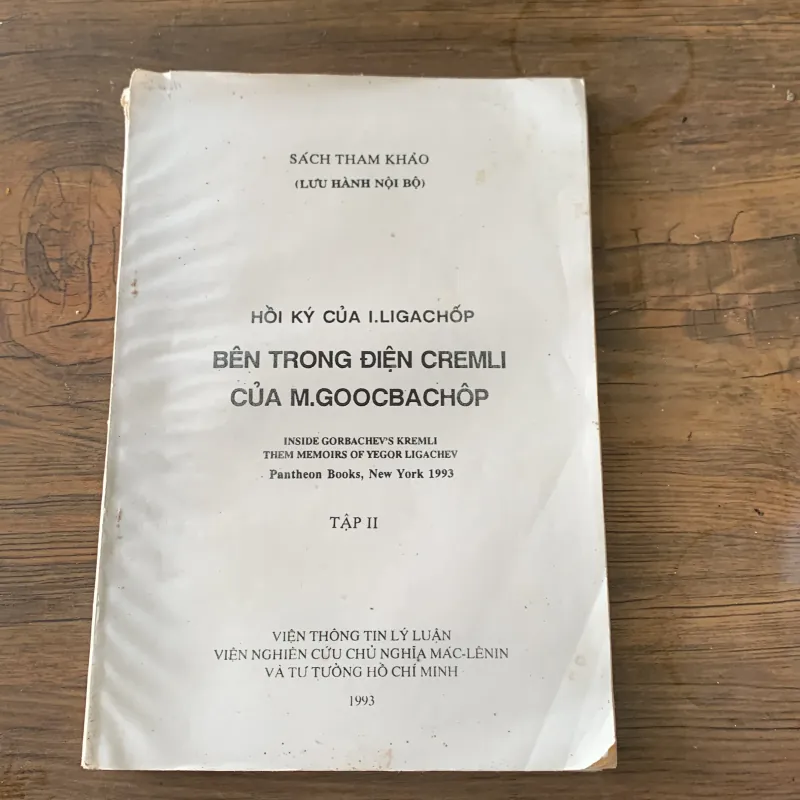 SÁCH THAM KHẢO
(LƯU HÀNH NỘI BỘ)
HỒI KÝ CỦA I.LIGACHỐP
BÊN TRONG ĐIỆN CREMLI
CỦA M.GOOCBACHÔP
INSIDE GORBACHEV'S KREMLI
THEM MEMOIRS OF YEGOR LIGACHEV
Pantheon Books, New York 1993
TẬP II
VIỆN THÔNG TIN LÝ LUẬN
VIỆN NGHIÊN CỨU CHỦ NGHĨA MÁC-LÊNIN
VÀ TƯ TƯỞNG HỒ CHÍ MINH
1993